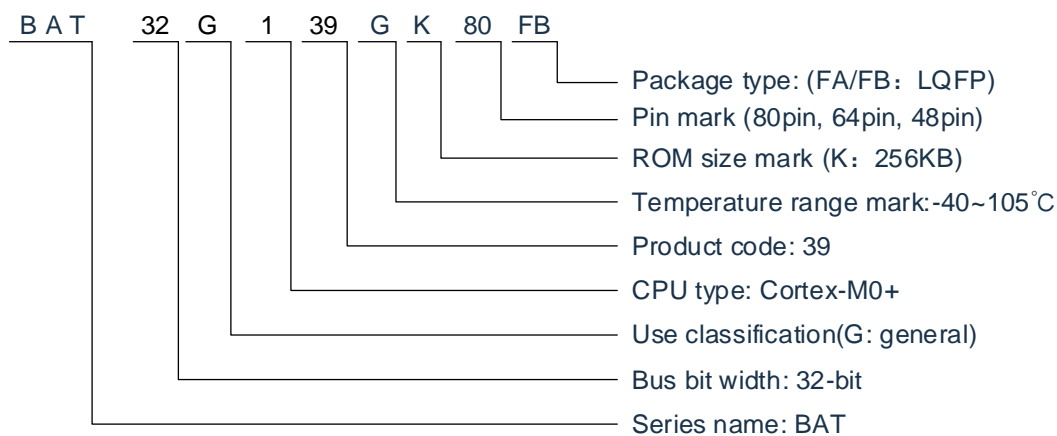 BAT 32 G 1 39 G K 80 FB
Package type: (FA/FB：LQFP)
Pin mark (80pin, 64pin, 48pin)
ROM size mark (K：256KB)
Temperature range mark:-40~105℃
Product code: 39
CPU type: Cortex-M0+
Use classification(G: general)
Bus bit width: 32-bit
Series name: BAT